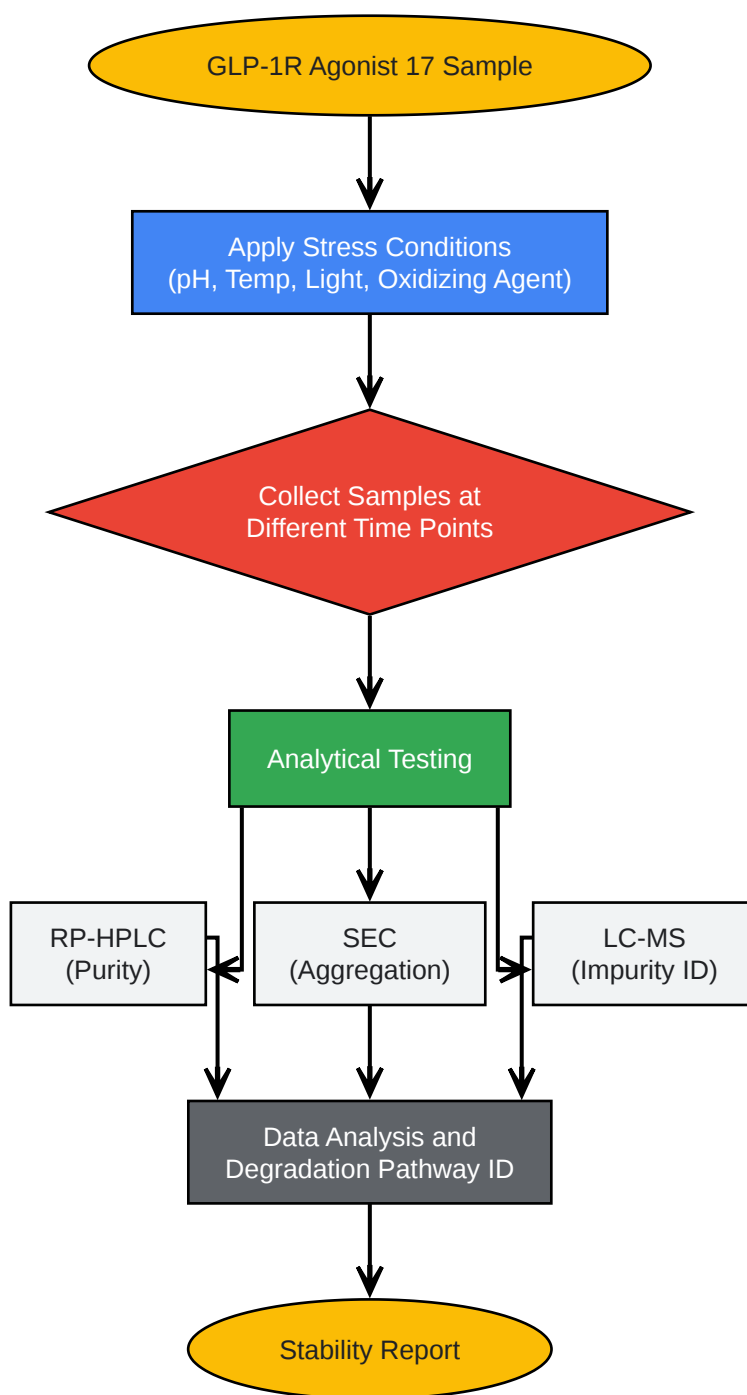 GLP-1R Agonist 17 Sample
Apply Stress Conditions
(pH, Temp, Light, Oxidizing Agent)
Collect Samples at
Different Time Points
Analytical Testing
RP-HPLC
(Purity)
SEC
(Aggregation)
LC-MS
(Impurity ID)
Data Analysis and
Degradation Pathway ID
Stability Report